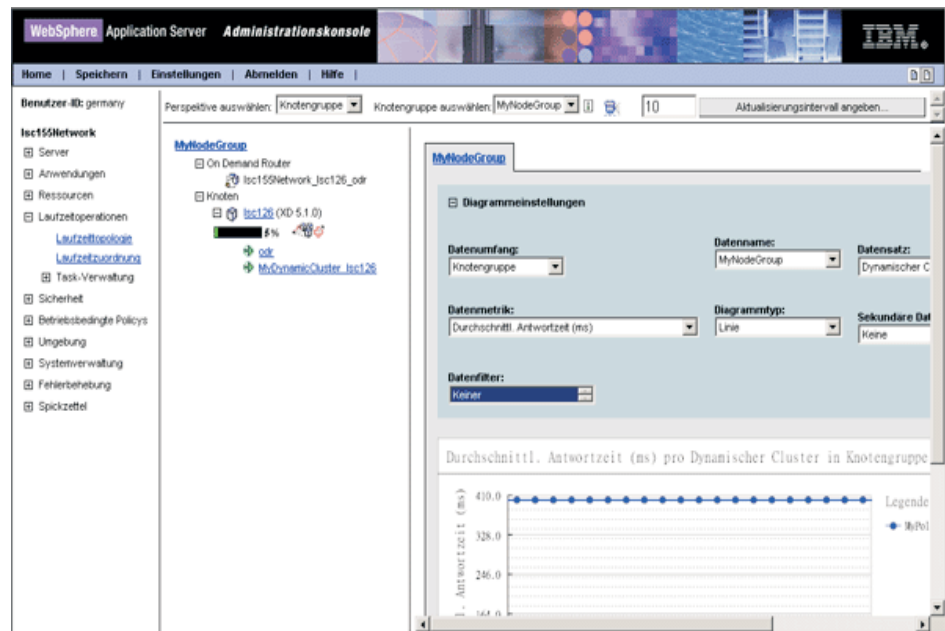 WebSphere Application Server Administrationskonsole
IBM.
Home | Speichern | Einstellungen | Abmelden | Hilfe |
Benutzer-ID: germany
Perspektive auswählen: Knotengruppe
Knotengruppe auswählen: MyNodeGroup
10
Aktualisierungsintervall angeben...
lsc155Network
Server
Anwendungen
Ressourcen
Laufzeitoperationen
Laufzeittopologie
Laufzeitzuordnung
Task-Verwaltung
Sicherheit
Betriebsbedingte Policys
Umgebung
Systemverwaltung
Fehlerbehebung
Spickzettel
MyNodeGroup
On Demand Router
lsc155Network_lsc126_odr
Knoten
lsc126 (XD 5.1.0)
6%
odr
MyDynamicCluster_lsc126
MyNodeGroup
Diagrammeinstellungen
Datenumfang:
Knotengruppe
Datenname:
MyNodeGroup
Datensatz:
Dynamischer C
Datenmetrik:
Durchschnittl. Antwortzeit (ms)
Diagrammtyp:
Linie
Sekundäre Dat
Keine
Datenfilter:
Keiner
Durchschnittl. Antwortzeit (ms) pro Dynamischer Cluster in Knotengruppe
l. Antwortzeit (ms)
410.0
328.0
246.0
164.0
Legende
MyPol